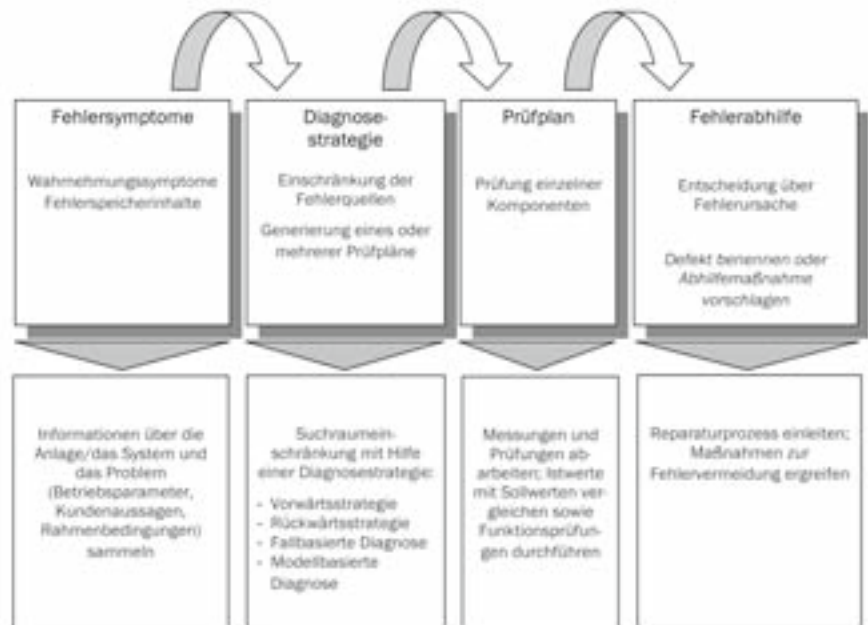 Fehlersymptome
Wahrnehmungssymptome
Fehlerspeicherinhalte
Diagnose-
strategie
Einschränkung der
Fehlerquellen
Generierung eines oder
mehrerer Prüfpläne
Prüfplan
Prüfung einzelner
Komponenten
Fehlerabhilfe
Entscheidung über
Fehlerursache
Defekt benennen oder
Abhilfemaßnahme
vorschlagen
Informationen über die
Anlage/das System und
das Problem
(Betriebsparameter,
Kundenaussagen,
Rahmenbedingungen)
sammeln
Suchraumein-
schränkung mit Hilfe
einer Diagnosestrategie:
- Vorwärtsstrategie
- Rückwärtsstrategie
- Fallbasierte Diagnose
- Modellbasierte
Diagnose
Messungen und
Prüfungen ab-
arbeiten; Istwerte
mit Sollwerten ver-
gleichen sowie
Funktionsprüfun-
gen durchführen
Reparaturprozess einleiten;
Maßnahmen zur
Fehlervermeidung ergreifen